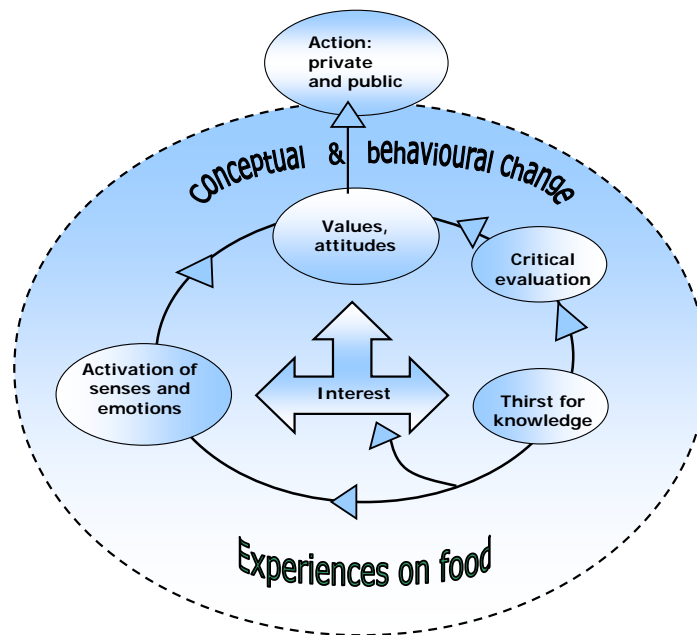 Action:
private
and public
conceptual & behavioural change
Values,
attitudes
Critical
evaluation
Activation of
senses and
emotions
Interest
Thirst for
knowledge
Experiences on food